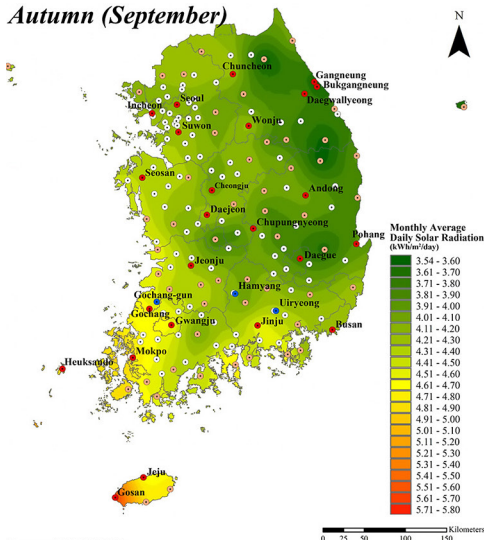 Autumn (September)
N
Chuncheon
Gangneung
Bukgangneung
Daegwallyeong
Seoul
Incheon
Wonju
Suwon
Seosan
Cheongju
Andong
Daejeon
Chupungnyeong
Pohang
Daegue
Jeonju
Hamyang
Gochang-gun
Uiryeong
Gochang
Gwangju
Jinju
Busan
Mokpo
Heuksando
Jeju
Gosan
Monthly Average
Daily Solar Radiation
(kWh/m²/day)
3.54 - 3.60
3.61 - 3.70
3.71 - 3.80
3.81 - 3.90
3.91 - 4.00
4.01 - 4.10
4.11 - 4.20
4.21 - 4.30
4.31 - 4.40
4.41 - 4.50
4.51 - 4.60
4.61 - 4.70
4.71 - 4.80
4.81 - 4.90
4.91 - 5.00
5.01 - 5.10
5.11 - 5.20
5.21 - 5.30
5.31 - 5.40
5.41 - 5.50
5.51 - 5.60
5.61 - 5.70
5.71 - 5.80
Kilometers
0 25 50 100 150